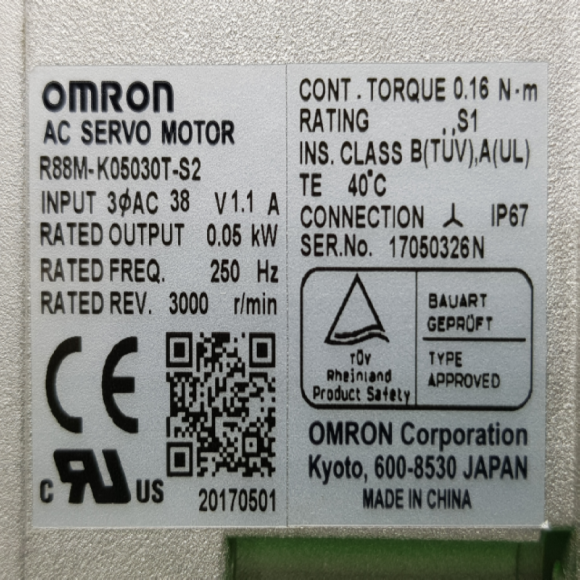 OMRON
AC SERVO MOTOR
R88M-K05030T-S2
INPUT 3ϕAC 38 V 1.1 A
RATED OUTPUT 0.05 kW
RATED FREQ. 250 Hz
RATED REV. 3000 r/min
CE
c RU US
20170501
CONT. TORQUE 0.16 N·m
RATING ,,S1
INS. CLASS B(TÜV),A(UL)
TE 40°C
CONNECTION IP67
SER.No. 17050326N
TÜV
Rheinland
Product Safety
BAUART
GEPRÜFT
TYPE
APPROVED
OMRON Corporation
Kyoto, 600-8530 JAPAN
MADE IN CHINA